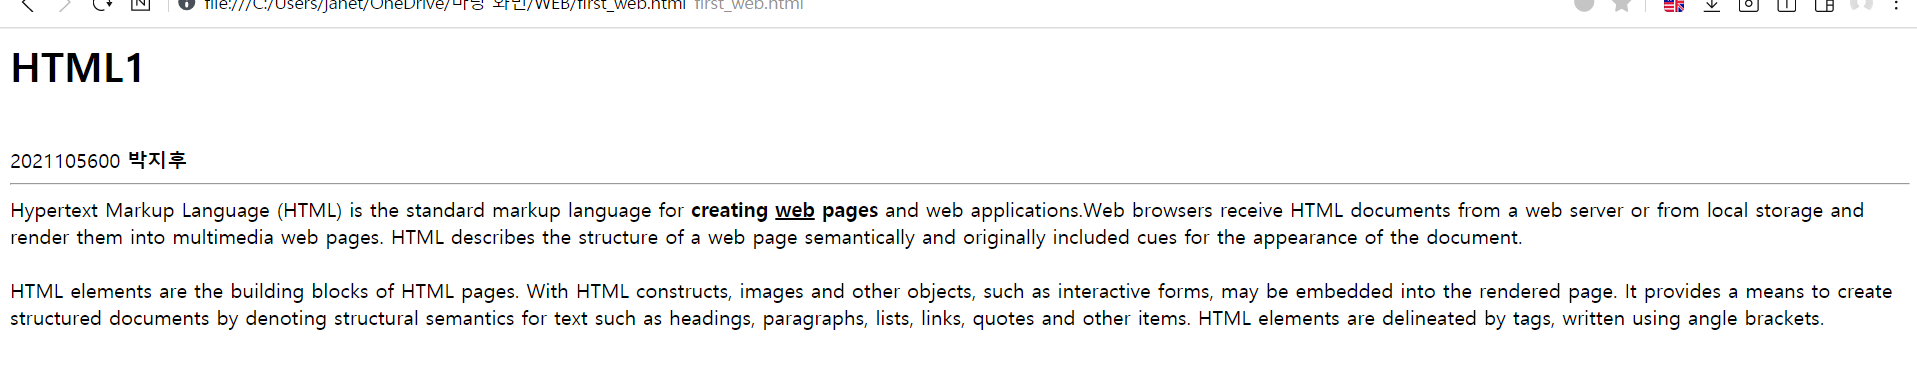 file:///C:/Users/Janet/OneDrive/바탕 화면/WEB/first_web.html first_web.html
HTML1
2021105600 박지후
Hypertext Markup Language (HTML) is the standard markup language for creating web pages and web applications.Web browsers receive HTML documents from a web server or from local storage and
render them into multimedia web pages. HTML describes the structure of a web page semantically and originally included cues for the appearance of the document.
HTML elements are the building blocks of HTML pages. With HTML constructs, images and other objects, such as interactive forms, may be embedded into the rendered page. It provides a means to create
structured documents by denoting structural semantics for text such as headings, paragraphs, lists, links, quotes and other items. HTML elements are delineated by tags, written using angle brackets.